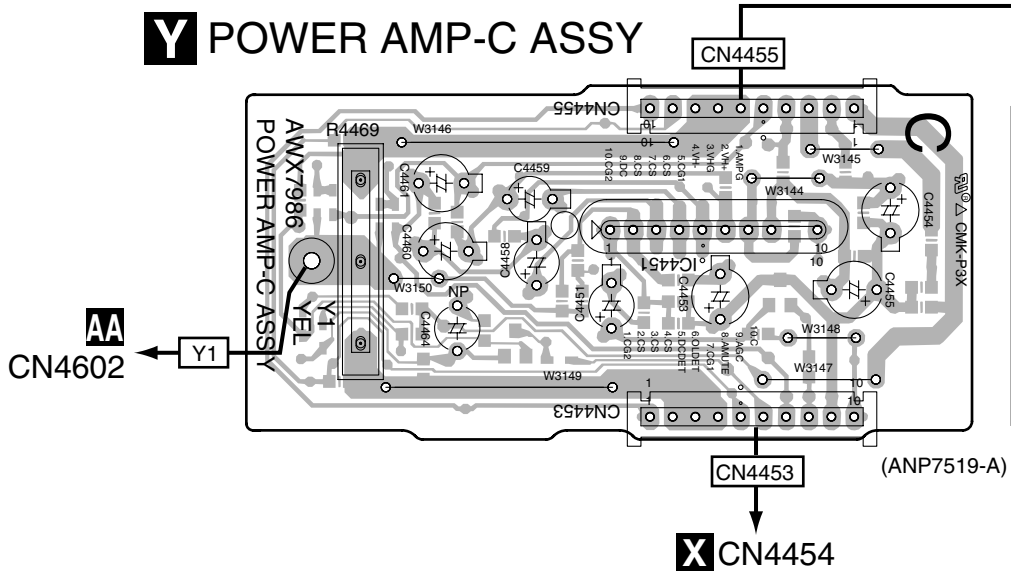 Y POWER AMP-C ASSY
CN4455
CN4455
R4469
W3146
10
10
1
C
AWX7986
POWER AMP-C ASSY
C4461
C4459
10.CG2
9.DC
8.CS
7.CS
6.CS
5.CG1
4.VH-
3.VHG
2.VH+
1.AMPG
W3145
W3144
C4454
CMK-P3X
C4460
C4458
1
IC4451
10
10
W3150
NP
C4464
C4451
C4453
C4455
Y1
YEL
AA
CN4602
Y1
1.CG2
2.CS
3.CS
4.CS
5.DCDET
6.OLDET
7.CG1
8.AMUTE
9.AGC
10.C
W3148
W3149
W3147
1
1
10
10
CN4453
CN4453
(ANP7519-A)
X CN4454